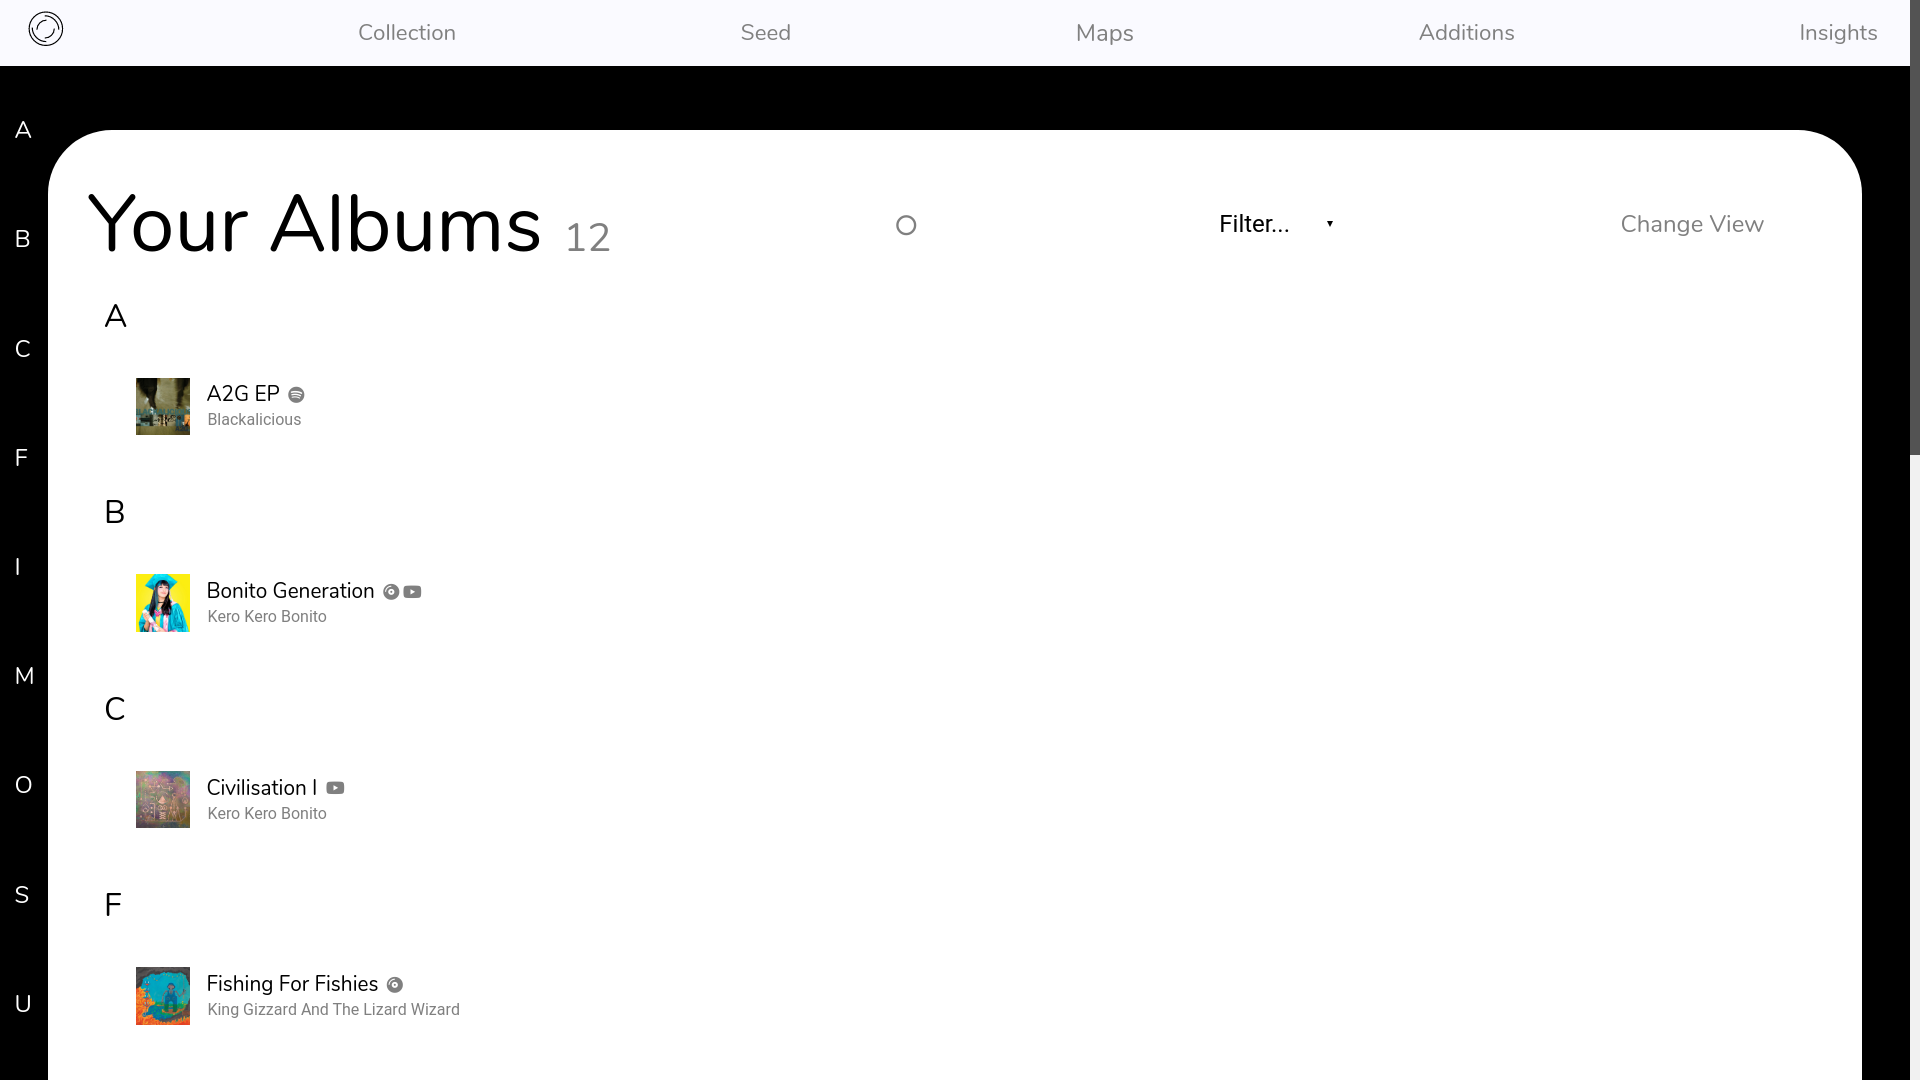 Collection
Seed
Maps
Additions
Insights
A
B
C
F
I
M
O
S
U
Your Albums 12
Filter...
Change View
A
A2G EP
Blackalicious
B
Bonito Generation
Kero Kero Bonito
C
Civilisation I
Kero Kero Bonito
F
Fishing For Fishies
King Gizzard And The Lizard Wizard